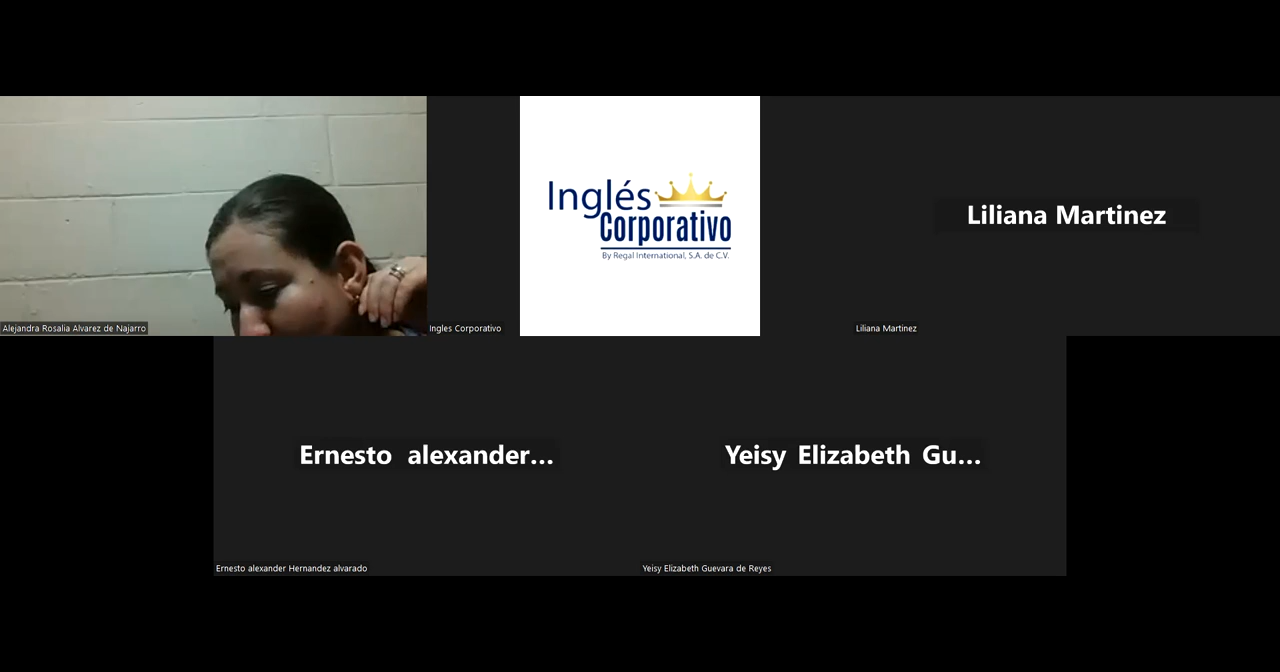 Inglés
Corporativo
By Regal International, S.A. de C.V.
Liliana Martinez
Alejandra Rosalia Alvarez de Najarro
Ingles Corporativo
Liliana Martinez
Ernesto alexander...
Yeisy Elizabeth Gu...
Ernesto alexander Hernandez alvarado
Yeisy Elizabeth Guevara de Reyes